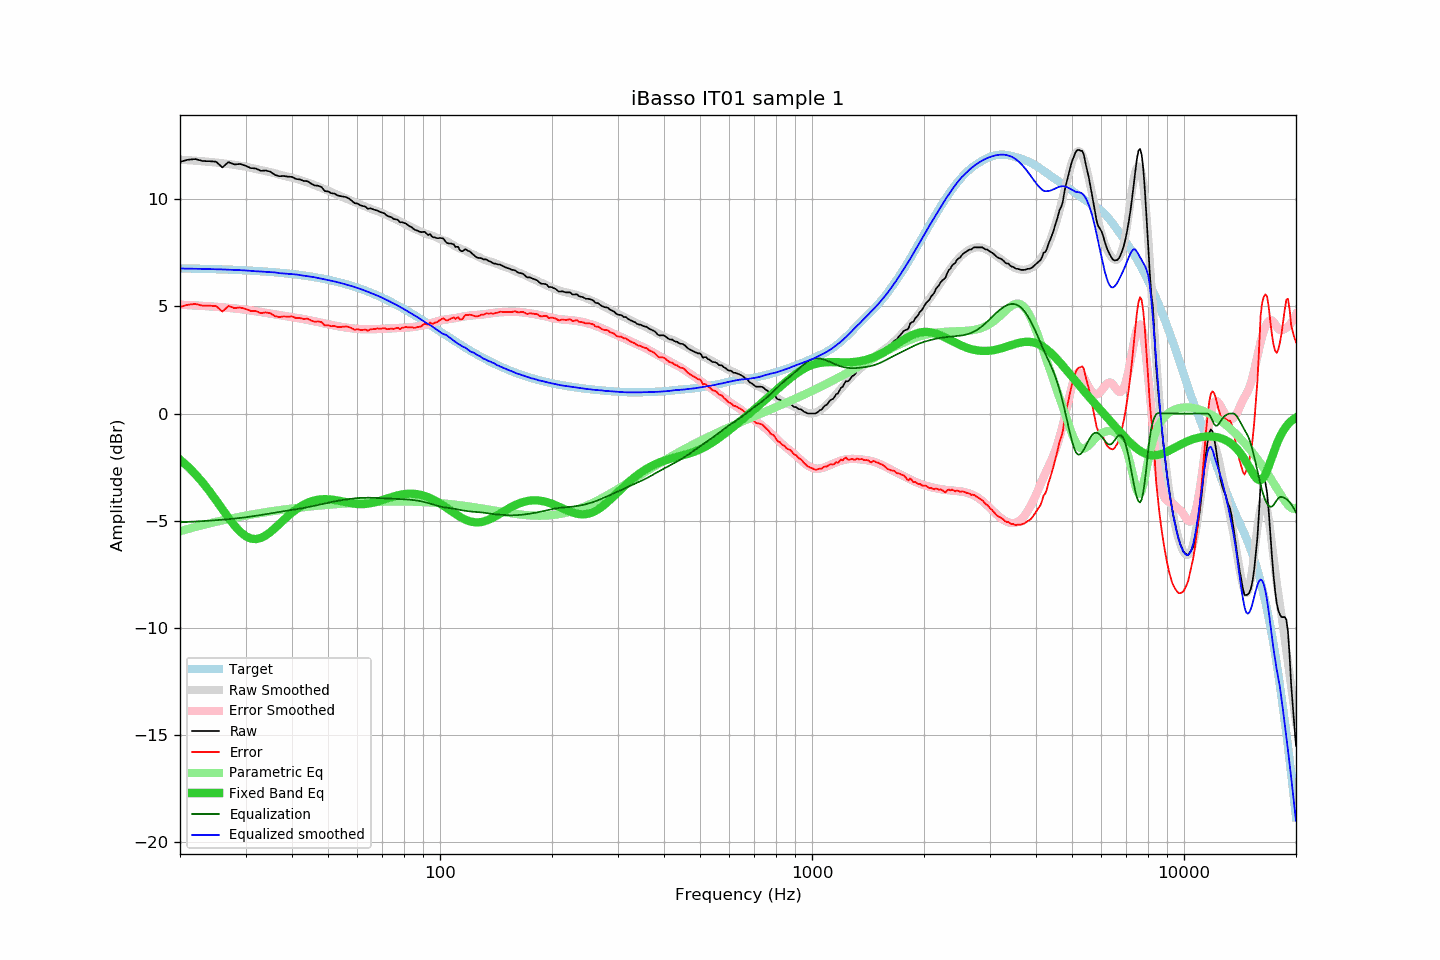 iBasso IT01 sample 1
Amplitude (dBr)
10
5
0
−5
−10
−15
−20
Target
Raw Smoothed
Error Smoothed
Raw
Error
Parametric Eq
Fixed Band Eq
Equalization
Equalized smoothed
100
1000
10000
Frequency (Hz)